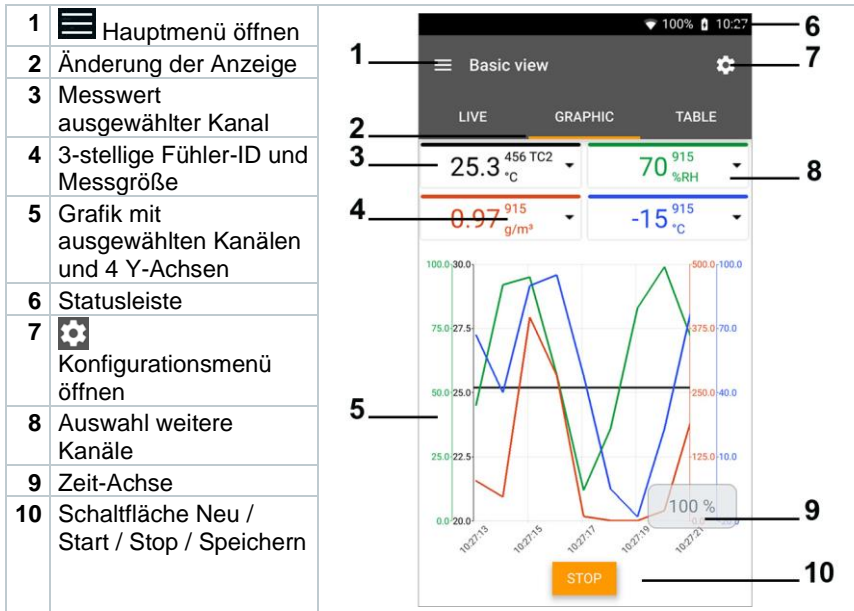 1 Hauptmenü öffnen
2 Änderung der Anzeige
3 Messwert
ausgewählter Kanal
4 3-stellige Fühler-ID und
Messgröße
5 Grafik mit
ausgewählten Kanälen
und 4 Y-Achsen
6 Statusleiste
7
Konfigurationsmenü
öffnen
8 Auswahl weitere
Kanäle
9 Zeit-Achse
10 Schaltfläche Neu /
Start / Stop / Speichern
100% 10:27
6
1
Basic view
7
LIVE GRAPHIC TABLE
2
3
25.3 456 TC2
°C
70 915
%RH
8
4
0.97 915
g/m³
-15 915
°C
100.0 30.0 500.0 100.0
75.0 27.5 375.0 70.0
50.0 25.0 250.0 40.0
5
25.0 22.5 125.0 10.0
100 %
9
0.0 20.0
10:27:13 10:27:15 10:27:17 10:27:19 10:27:21
STOP
10